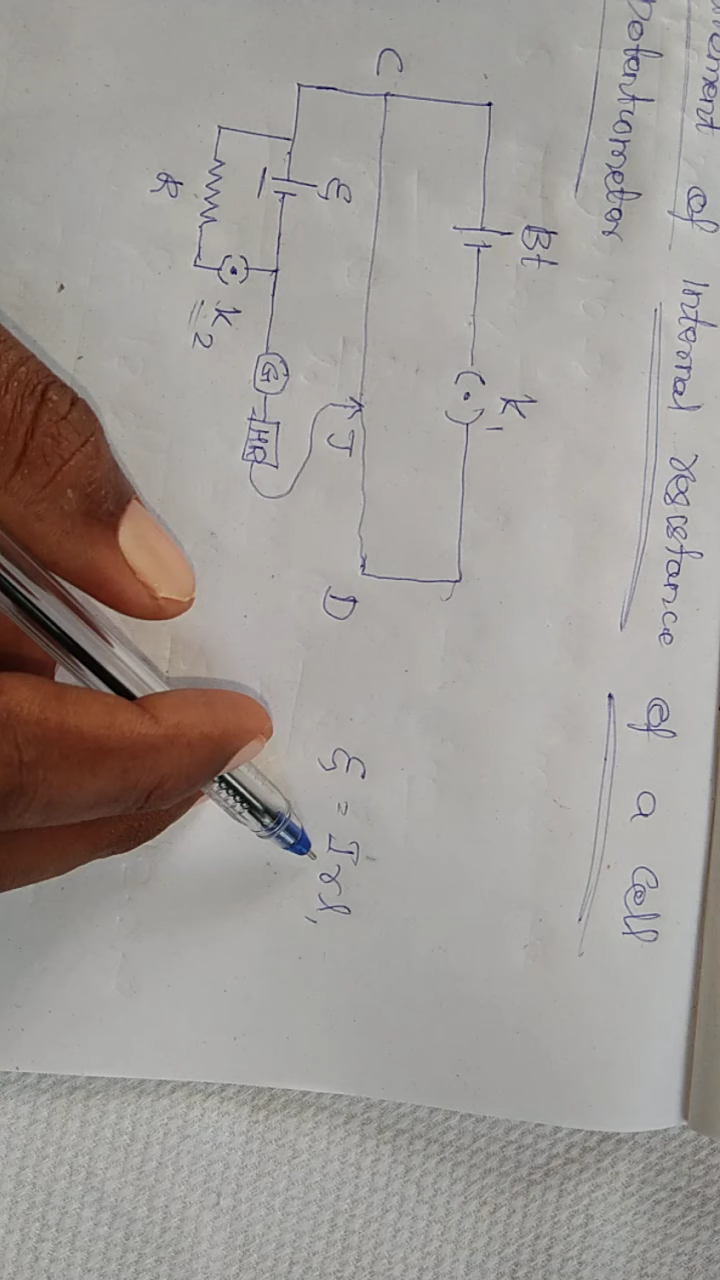 of Internal resistance of a Cell
Potentiometer
Bt
K1
C
J
D
ξ
G
HR
R
K2
ξ = Irl1